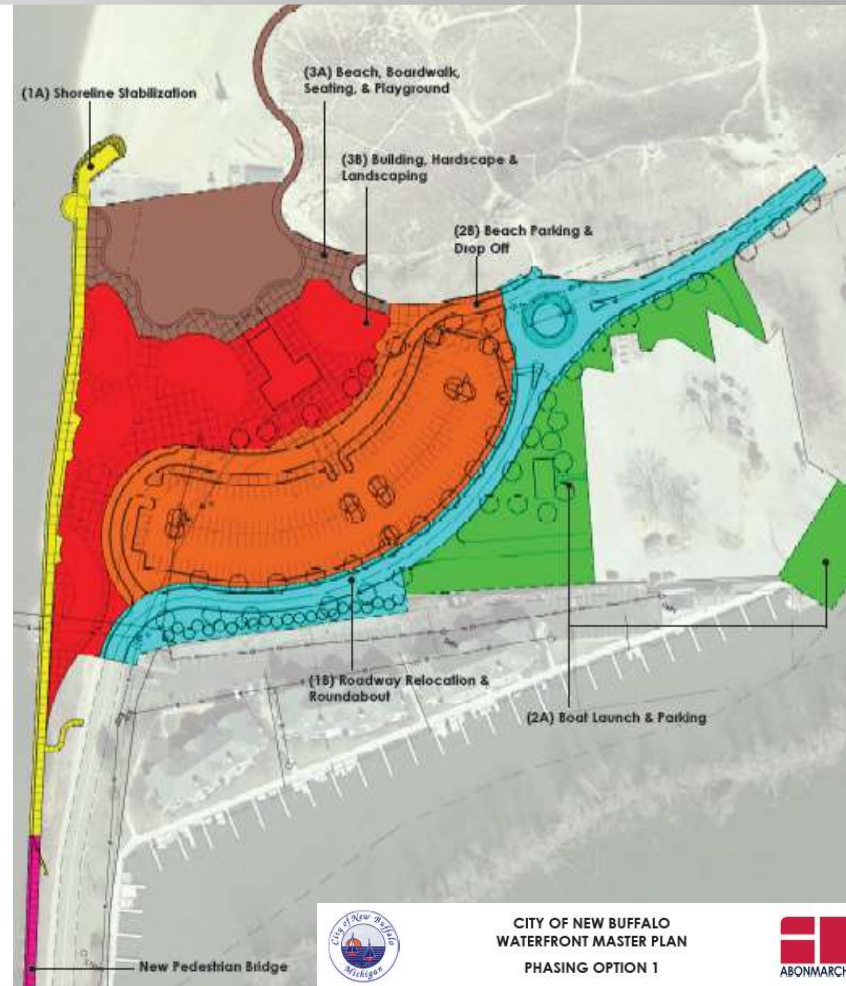 (1A) Shoreline Stabilization
(3A) Beach, Boardwalk,
Seating, & Playground
(3B) Building, Hardscape &
Landscaping
(2B) Beach Parking &
Drop Off
(1B) Roadway Relocation &
Roundabout
(2A) Boat Launch & Parking
New Pedestrian Bridge
City of New Buffalo
Michigan
CITY OF NEW BUFFALO
WATERFRONT MASTER PLAN
PHASING OPTION 1
ABONMARCHE